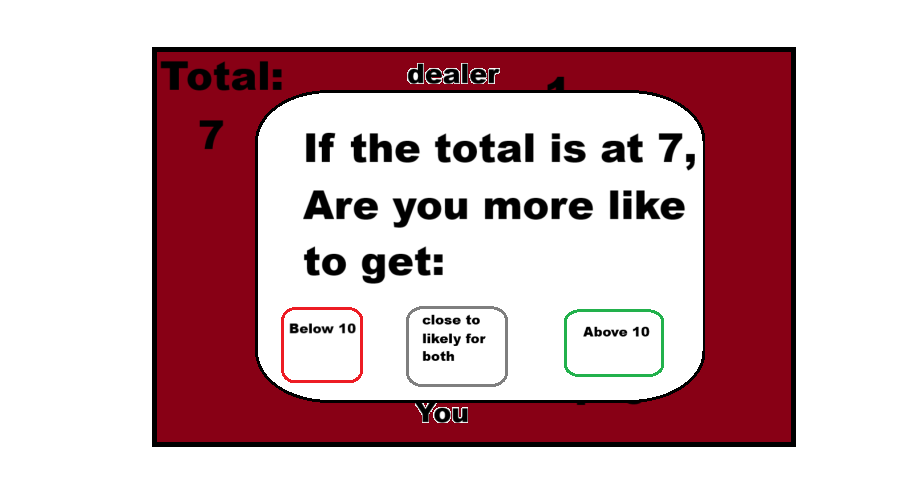 Total:
dealer
7
If the total is at 7,
Are you more like
to get:
Below 10
close to
likely for
both
Above 10
You